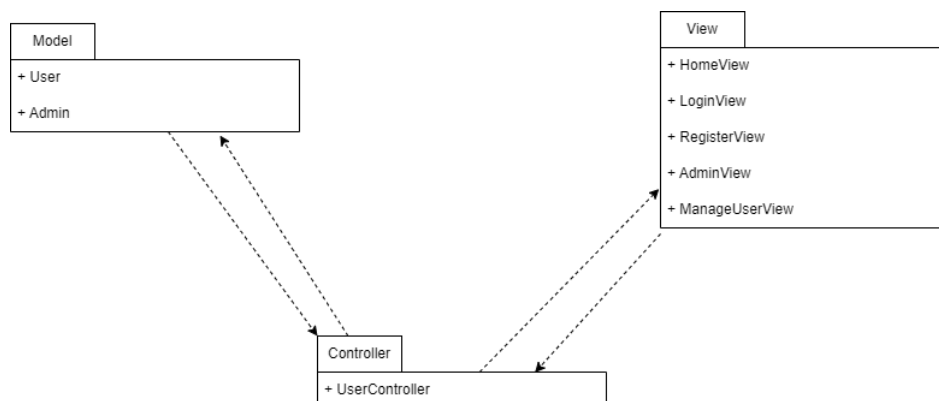 Model
+ User
+ Admin
View
+ HomeView
+ LoginView
+ RegisterView
+ AdminView
+ ManageUserView
Controller
+ UserController